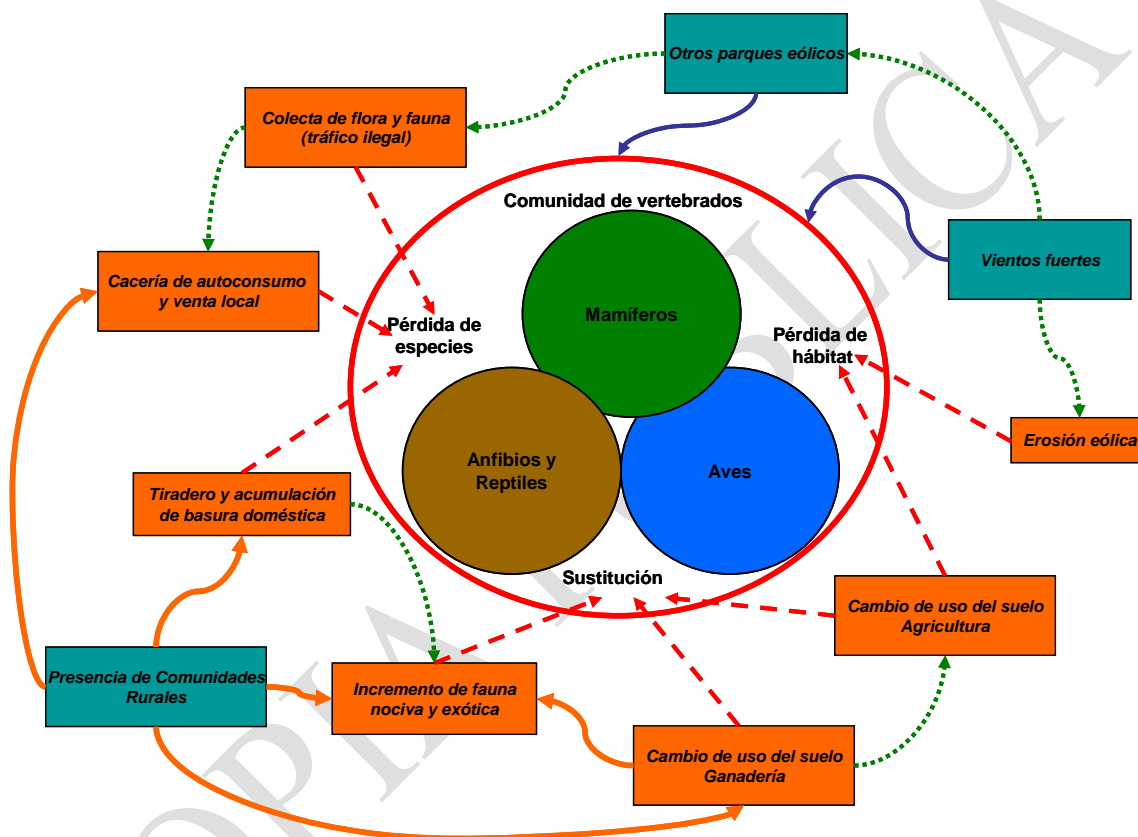 Otros parques eólicos
Colecta de flora y fauna
(tráfico ilegal)
Comunidad de vertebrados
Vientos fuertes
Cacería de autoconsumo
y venta local
Mamíferos
Pérdida de
especies
Pérdida de
hábitat
Erosión eólica
Anfibios y
Reptiles
Aves
Tiradero y acumulación
de basura doméstica
Sustitución
Cambio de uso del suelo
Agricultura
Presencia de Comunidades
Rurales
Incremento de fauna
nociva y exótica
Cambio de uso del suelo
Ganadería